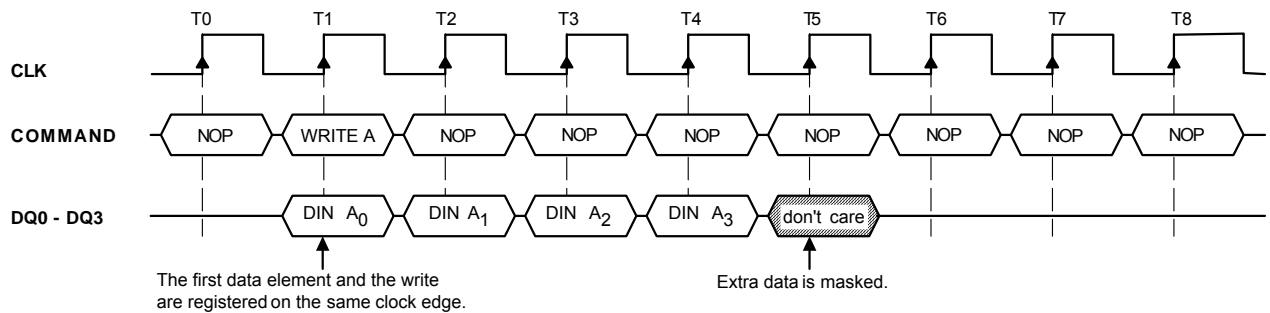 T0 T1 T2 T3 T4 T5 T6 T7 T8
CLK
COMMAND NOP WRITE A NOP NOP NOP NOP NOP NOP NOP
DQ0 - DQ3 DIN A0 DIN A1 DIN A2 DIN A3 don't care
The first data element and the write
are registered on the same clock edge.
Extra data is masked.